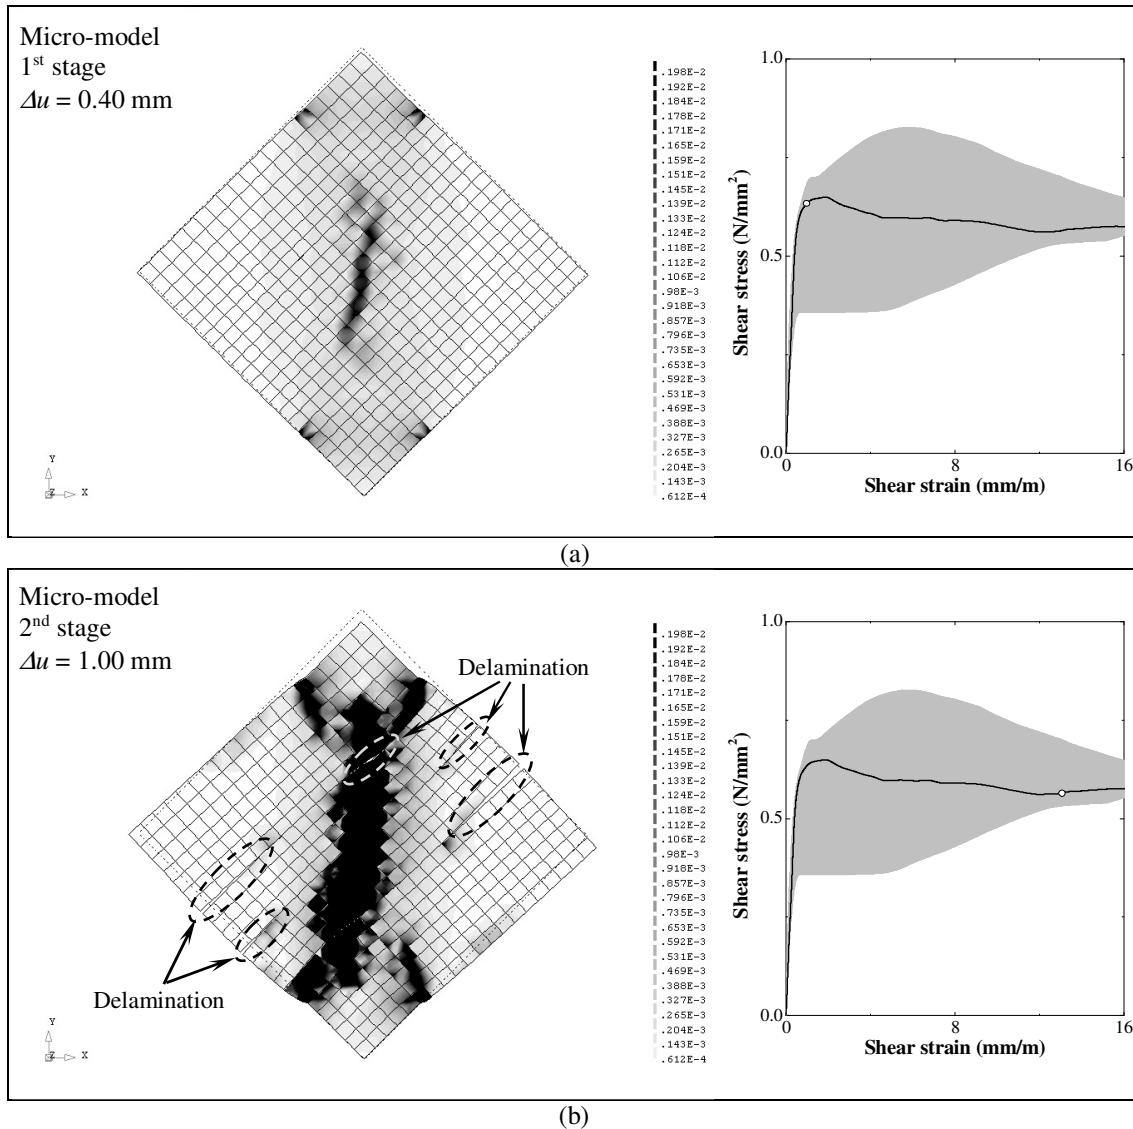 Micro-model
1st stage
Δu = 0.40 mm
.198E-2
.192E-2
.184E-2
.178E-2
.171E-2
.165E-2
.159E-2
.151E-2
.145E-2
.139E-2
.133E-2
.124E-2
.118E-2
.112E-2
.106E-2
.98E-3
.918E-3
.857E-3
.796E-3
.735E-3
.653E-3
.592E-3
.531E-3
.469E-3
.388E-3
.327E-3
.265E-3
.204E-3
.143E-3
.612E-4
Y
Z
X
1.0
0.5
0.0
Shear stress (N/mm2)
0
8
16
Shear strain (mm/m)
(a)
Micro-model
2nd stage
Δu = 1.00 mm
Delamination
Delamination
.198E-2
.192E-2
.184E-2
.178E-2
.171E-2
.165E-2
.159E-2
.151E-2
.145E-2
.139E-2
.133E-2
.124E-2
.118E-2
.112E-2
.106E-2
.98E-3
.918E-3
.857E-3
.796E-3
.735E-3
.653E-3
.592E-3
.531E-3
.469E-3
.388E-3
.327E-3
.265E-3
.204E-3
.143E-3
.612E-4
Y
Z
X
1.0
0.5
0.0
Shear stress (N/mm2)
0
8
16
Shear strain (mm/m)
(b)